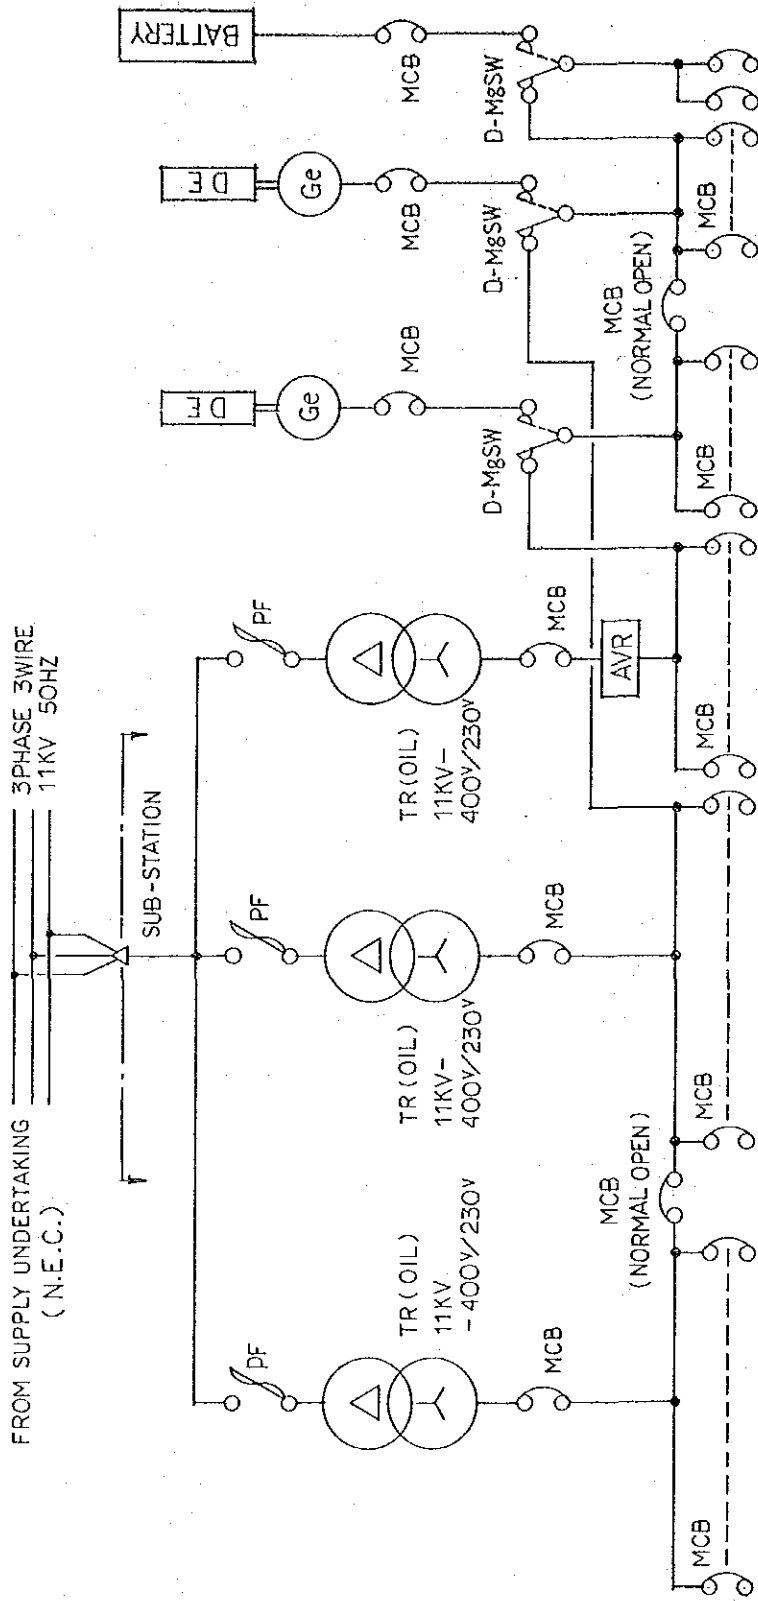 FROM SUPPLY UNDERTAKING
(N.E.C.)
3PHASE 3WIRE
11KV 50HZ
SUB-STATION
PF
PF
PF
TR(OIL)
11KV
-400V/230V
TR(OIL)
11KV-
400V/230V
TR(OIL)
11KV-
400V/230V
MCB
MCB
MCB
AVR
DE
Ge
MCB
D-MgSW
DE
Ge
MCB
D-MgSW
BATTERY
MCB
D-MgSW
MCB
MCB
(NORMAL OPEN)
MCB
MCB
MCB
MCB
(NORMAL OPEN)
MCB